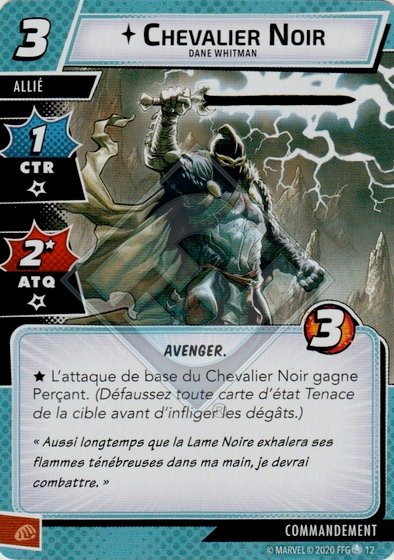 3
CHEVALIER NOIR
DANE WHITMAN
ALLIÉ
1
CTR
2
ATQ
3
AVENGER.
★ L'attaque de base du Chevalier Noir gagne
Perçant. (Défaussez toute carte d'état Tenace
de la cible avant d'infliger les dégâts.)
« Aussi longtemps que la Lame Noire exhalera ses
flammes ténébreuses dans ma main, je devrai
combattre. »
COMMANDEMENT
© MARVEL © 2020 FFG 12